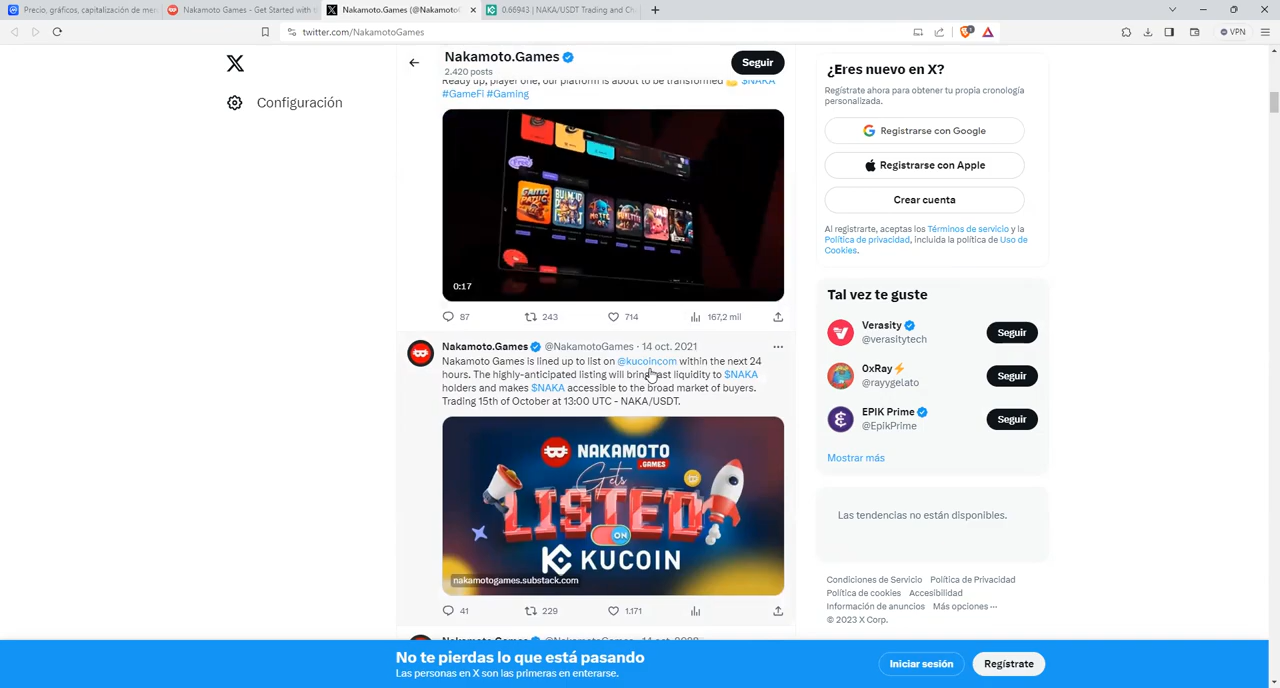 Precio, gráficos, capitalización de mer
Nakamoto Games - Get Started with
Nakamoto.Games (@Nakamoto
0.66943 | NAKA/USDT Trading and Ch
twitter.com/NakamotoGames
VPN
Configuración
Nakamoto.Games
2.420 posts
Seguir
Ready up, player one, our platform is about to be transformed $NAKA
#GameFi #Gaming
0:17
87
243
714
167,2 mil
Nakamoto.Games @NakamotoGames · 14 oct. 2021
Nakamoto Games is lined up to list on @kucoincom within the next 24
hours. The highly-anticipated listing will bring vast liquidity to $NAKA
holders and makes $NAKA accessible to the broad market of buyers.
Trading 15th of October at 13:00 UTC - NAKA/USDT.
NAKAMOTO
.GAMES
Gets
LISTED
ON
KUCOIN
nakamotogames.substack.com
41
229
1.171
¿Eres nuevo en X?
Regístrate ahora para obtener tu propia cronología
personalizada.
Registrarse con Google
Registrarse con Apple
Crear cuenta
Al registrarte, aceptas los Términos de servicio y la
Política de privacidad, incluida la política de Uso de
Cookies.
Tal vez te guste
Verasity
@verasitytech
Seguir
0xRay
@rayygelato
Seguir
EPIK Prime
@EpikPrime
Seguir
Mostrar más
Las tendencias no están disponibles.
Condiciones de Servicio Política de Privacidad
Política de cookies Accesibilidad
Información de anuncios Más opciones ···
© 2023 X Corp.
No te pierdas lo que está pasando
Las personas en X son las primeras en enterarse.
Iniciar sesión
Regístrate